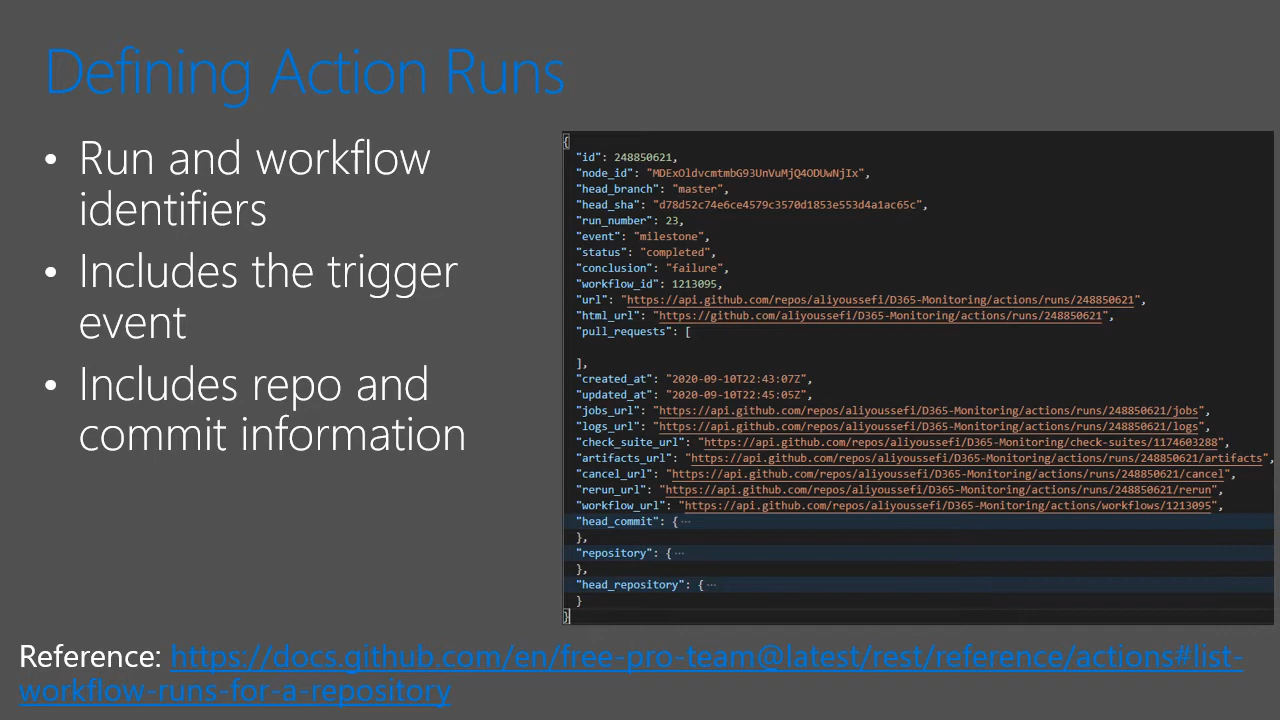 Defining Action Runs
• Run and workflow
identifiers
• Includes the trigger
event
• Includes repo and
commit information
{
"id": 248850621,
"node_id": "MDExOldvcmtmbG93UnVuMjQ4ODUwNjIx",
"head_branch": "master",
"head_sha": "d78d52c74e6ce4579c3570d1853e553d4a1ac65c",
"run_number": 23,
"event": "milestone",
"status": "completed",
"conclusion": "failure",
"workflow_id": 1213095,
"url": "https://api.github.com/repos/aliyoussefi/D365-Monitoring/actions/runs/248850621",
"html_url": "https://github.com/aliyoussefi/D365-Monitoring/actions/runs/248850621",
"pull_requests": [
],
"created_at": "2020-09-10T22:43:07Z",
"updated_at": "2020-09-10T22:45:05Z",
"jobs_url": "https://api.github.com/repos/aliyoussefi/D365-Monitoring/actions/runs/248850621/jobs",
"logs_url": "https://api.github.com/repos/aliyoussefi/D365-Monitoring/actions/runs/248850621/logs",
"check_suite_url": "https://api.github.com/repos/aliyoussefi/D365-Monitoring/check-suites/1174603288",
"artifacts_url": "https://api.github.com/repos/aliyoussefi/D365-Monitoring/actions/runs/248850621/artifacts",
"cancel_url": "https://api.github.com/repos/aliyoussefi/D365-Monitoring/actions/runs/248850621/cancel",
"rerun_url": "https://api.github.com/repos/aliyoussefi/D365-Monitoring/actions/runs/248850621/rerun",
"workflow_url": "https://api.github.com/repos/aliyoussefi/D365-Monitoring/actions/workflows/1213095",
"head_commit": {···
},
"repository": {···
},
"head_repository": {···
}
}
Reference: https://docs.github.com/en/free-pro-team@latest/rest/reference/actions#list-
workflow-runs-for-a-repository